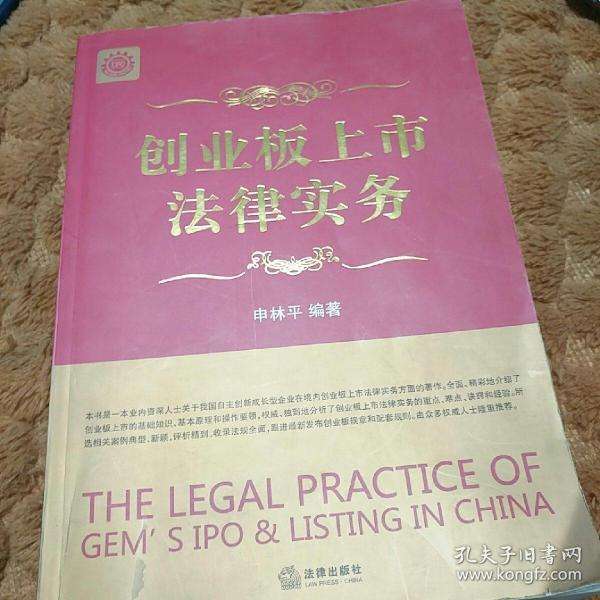 IPO
创业板上市
法律实务
申林平 编著
本书是一本业内资深人士关于我国自主创新成长型企业在境内创业板上市法律实务方面的著作。全面、精彩地介绍了
创业板上市的基础知识、基本原理和操作要领，权威、独到地分析了创业板上市法律实务的重点、难点、诀窍和经验。所
选相关案例典型、新颖，评析精到，收录法规全面，跟进最新发布创业板规章和配套规则。由众多权威人士隆重推荐。
THE LEGAL PRACTICE OF
GEM'S IPO & LISTING IN CHINA
法律出版社
LAW PRESS·CHINA
孔夫子旧书网
www.kongfz.com